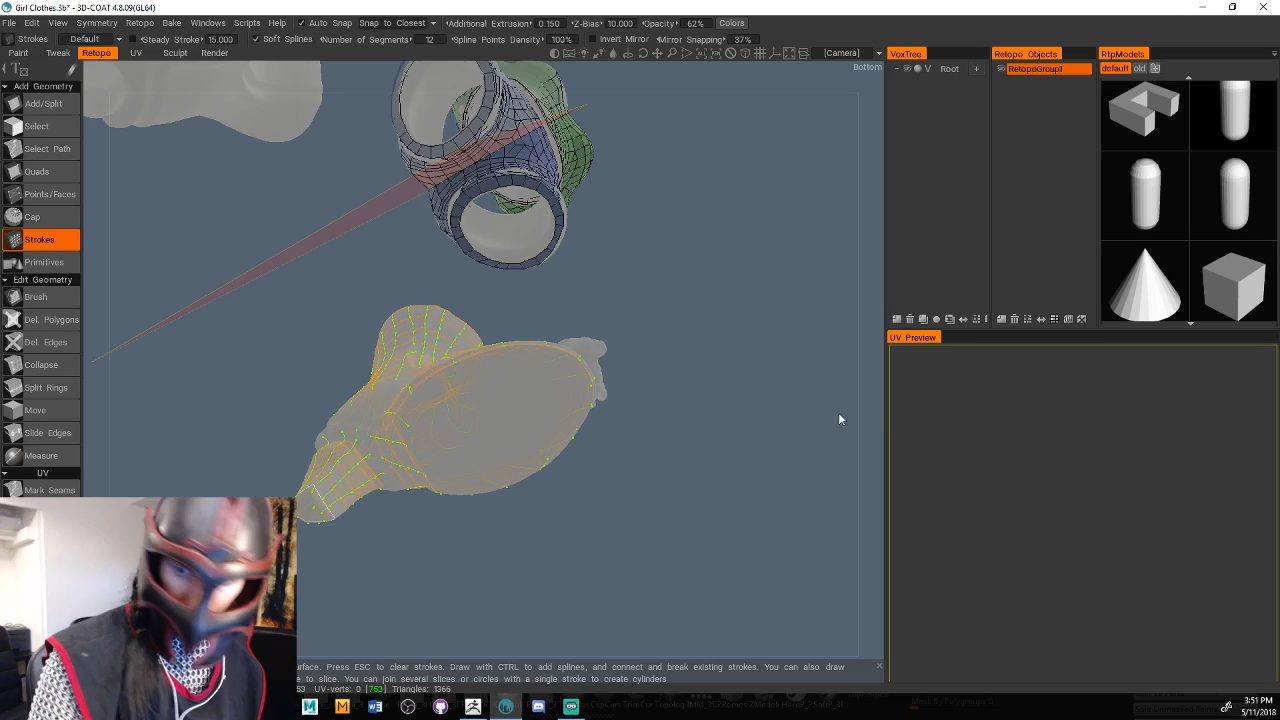 Girl Clothes.3b* - 3D-COAT 4.8.09(GL64)
File Edit View Symmetry Retopo Bake Windows Scripts Help Auto Snap Snap to Closest Additional Extrusion 0.150 Z-Bias 10.000 Opacity 62% Colors
Strokes Default Steady Stroke 15.000 Soft Splines Number of Segments 12 Spline Points Density 100% Invert Mirror Mirror Snapping 37%
Paint Tweak Retopo UV Sculpt Render [Camera] VoxTree Retopo Objects RtpModels
Bottom V Root + RetopoGroup1 default old
Add Geometry
Add/Split
Select
Select Path
Quads
Points/Faces
Cap
Strokes
Primitives
Edit Geometry
Brush
Del. Polygons
Del. Edges
Collapse
Split Rings
Move
Slide Edges
Measure
UV
Mark Seams
UV Preview
urface. Press ESC to clear strokes. Draw with CTRL to add splines, and connect and break existing strokes. You can also draw
to slice. You can join several slices or circles with a single stroke to create cylinders
53 UV-verts: 0 [753] Triangles: 1366
3:51 PM
5/11/2018